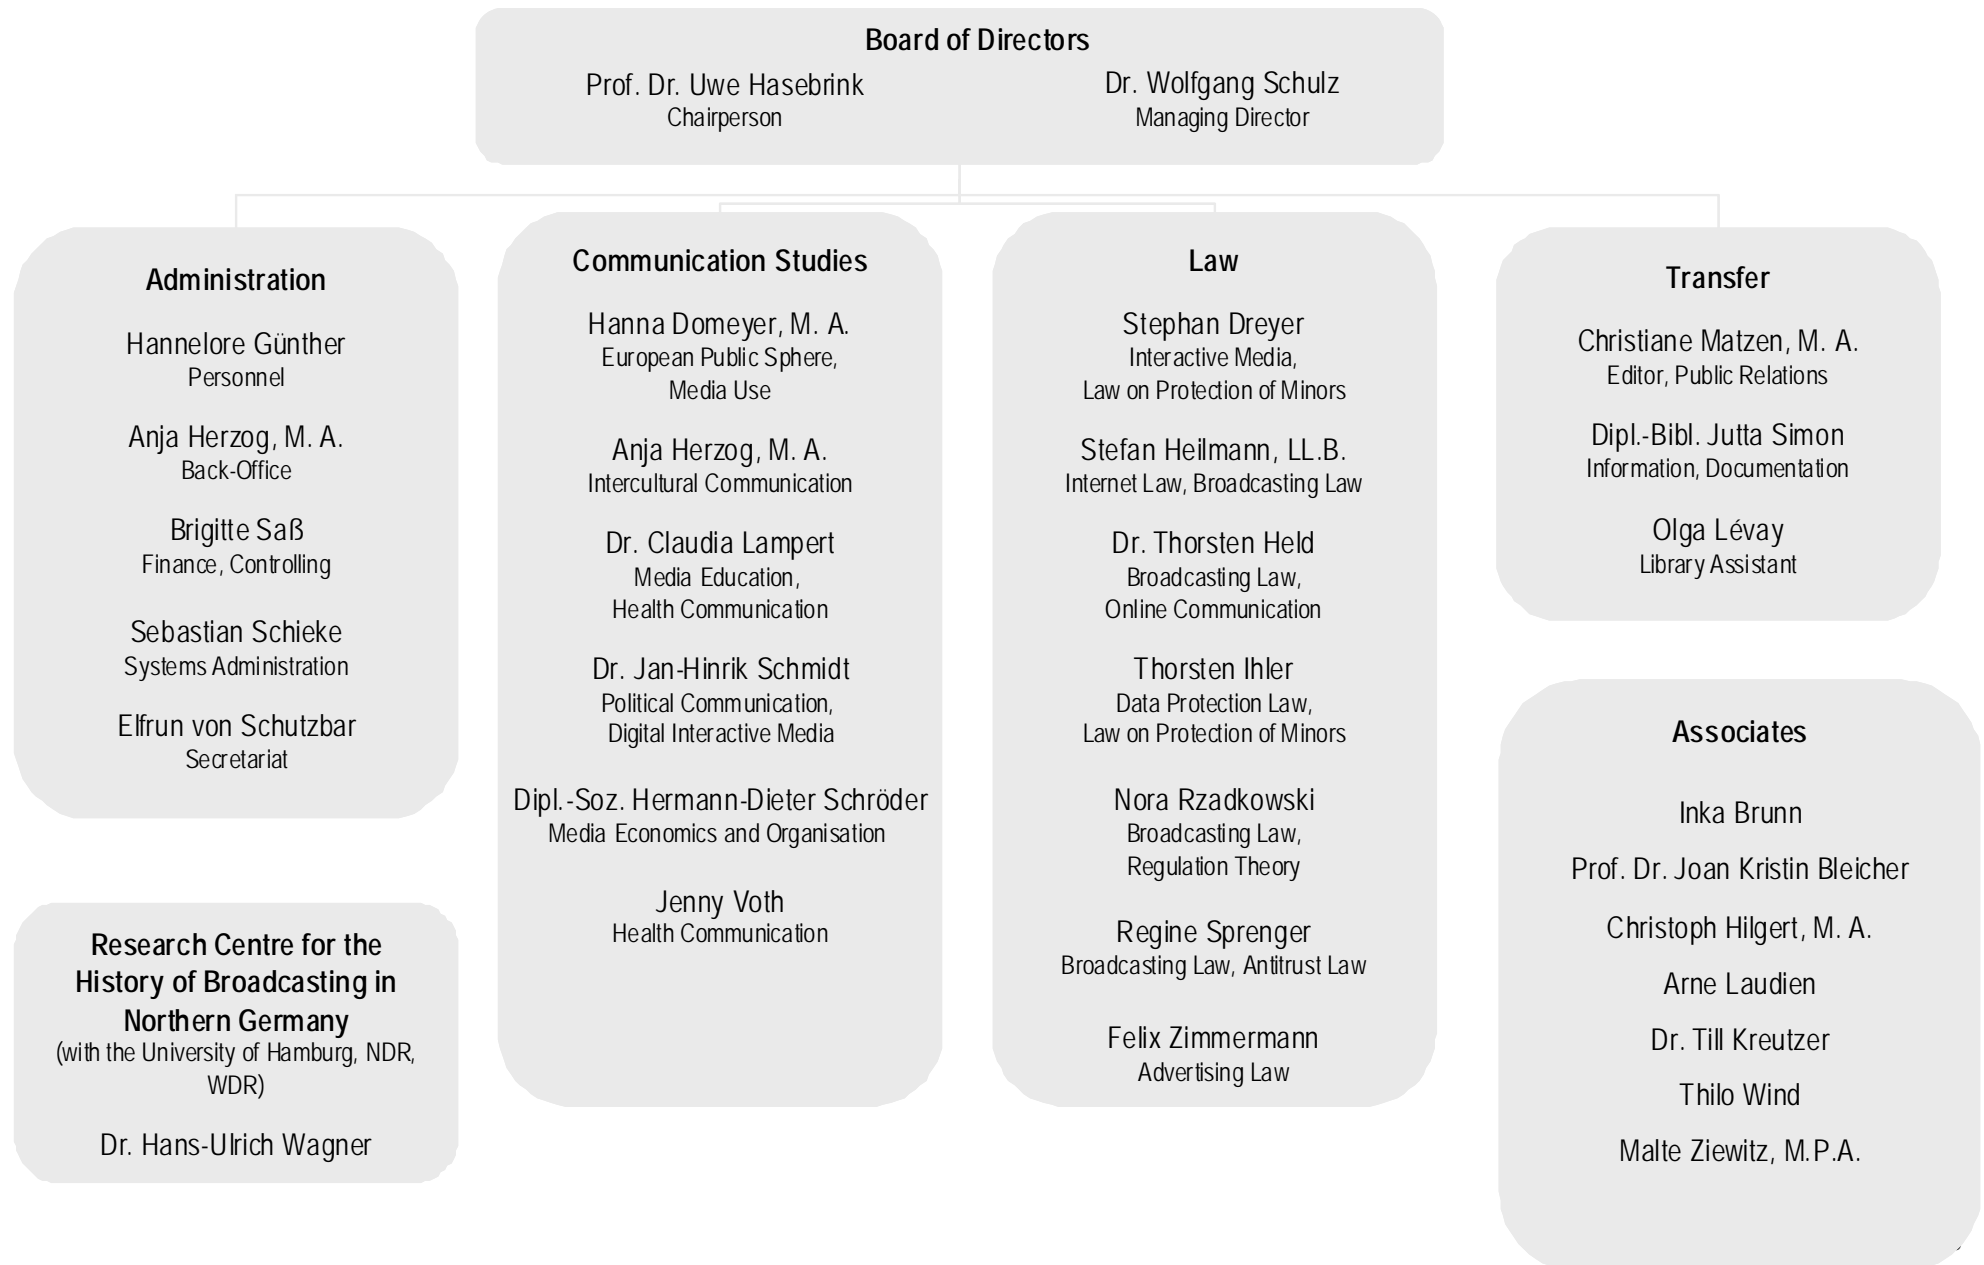 Board of Directors
Prof. Dr. Uwe Hasebrink
Chairperson
Dr. Wolfgang Schulz
Managing Director
Administration
Hannelore Günther
Personnel
Anja Herzog, M. A.
Back-Office
Brigitte Saß
Finance, Controlling
Sebastian Schieke
Systems Administration
Elfrun von Schutzbar
Secretariat
Research Centre for the
History of Broadcasting in
Northern Germany
(with the University of Hamburg, NDR,
WDR)
Dr. Hans-Ulrich Wagner
Communication Studies
Hanna Domeyer, M. A.
European Public Sphere,
Media Use
Anja Herzog, M. A.
Intercultural Communication
Dr. Claudia Lampert
Media Education,
Health Communication
Dr. Jan-Hinrik Schmidt
Political Communication,
Digital Interactive Media
Dipl.-Soz. Hermann-Dieter Schröder
Media Economics and Organisation
Jenny Voth
Health Communication
Law
Stephan Dreyer
Interactive Media,
Law on Protection of Minors
Stefan Heilmann, LL.B.
Internet Law, Broadcasting Law
Dr. Thorsten Held
Broadcasting Law,
Online Communication
Thorsten Ihler
Data Protection Law,
Law on Protection of Minors
Nora Rzadkowski
Broadcasting Law,
Regulation Theory
Regine Sprenger
Broadcasting Law, Antitrust Law
Felix Zimmermann
Advertising Law
Transfer
Christiane Matzen, M. A.
Editor, Public Relations
Dipl.-Bibl. Jutta Simon
Information, Documentation
Olga Lévay
Library Assistant
Associates
Inka Brunn
Prof. Dr. Joan Kristin Bleicher
Christoph Hilgert, M. A.
Arne Laudien
Dr. Till Kreutzer
Thilo Wind
Malte Ziewitz, M.P.A.